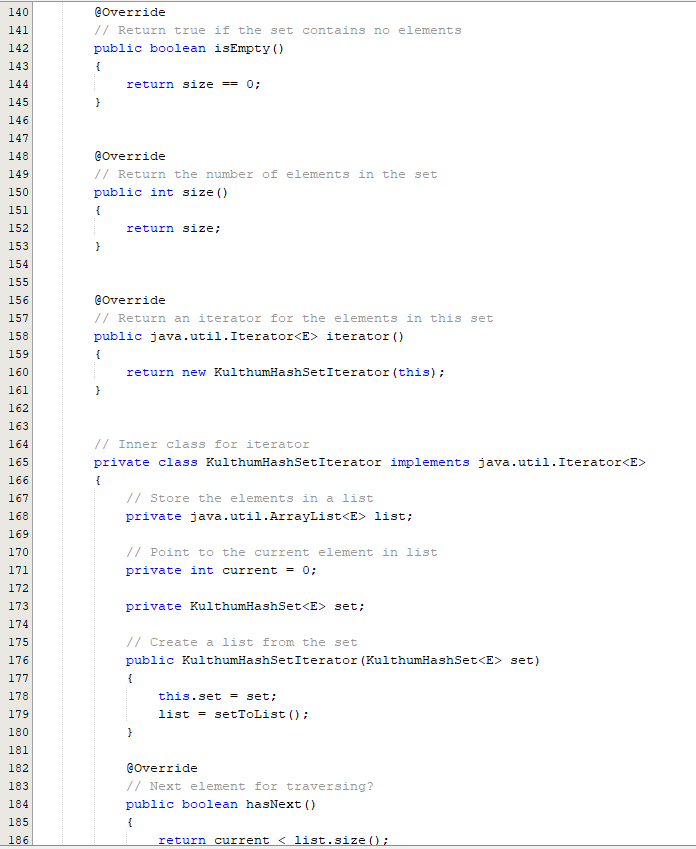 140 @Override
141 // Return true if the set contains no elements
142 public boolean isEmpty()
143 {
144 return size == 0;
145 }
146
147
148 @Override
149 // Return the number of elements in the set
150 public int size()
151 {
152 return size;
153 }
154
155
156 @Override
157 // Return an iterator for the elements in this set
158 public java.util.Iterator<E> iterator()
159 {
160 return new KulthumHashSetIterator(this);
161 }
162
163
164 // Inner class for iterator
165 private class KulthumHashSetIterator implements java.util.Iterator<E>
166 {
167 // Store the elements in a list
168 private java.util.ArrayList<E> list;
169
170 // Point to the current element in list
171 private int current = 0;
172
173 private KulthumHashSet<E> set;
174
175 // Create a list from the set
176 public KulthumHashSetIterator(KulthumHashSet<E> set)
177 {
178 this.set = set;
179 list = setToList();
180 }
181
182 @Override
183 // Next element for traversing?
184 public boolean hasNext()
185 {
186 return current < list.size();